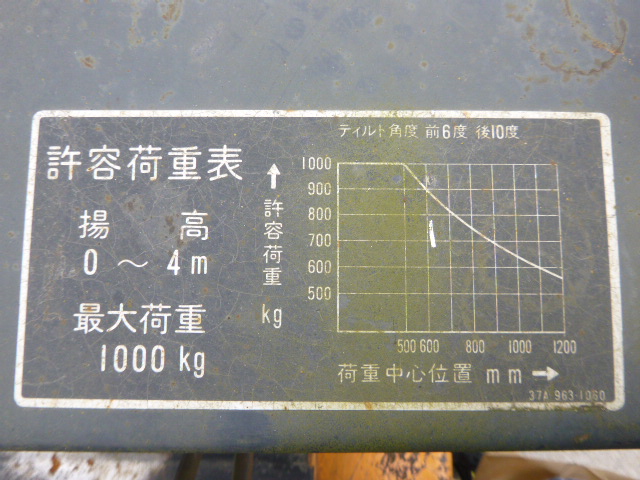 ティルト角度 前6度 後10度
許容荷重表
揚 高
0 ~ 4m
最大荷重
1000 kg
許容荷重
kg
1000
900
800
700
600
500
500 600 800 1000 1200
荷重中心位置 mm →
37A 963-1060